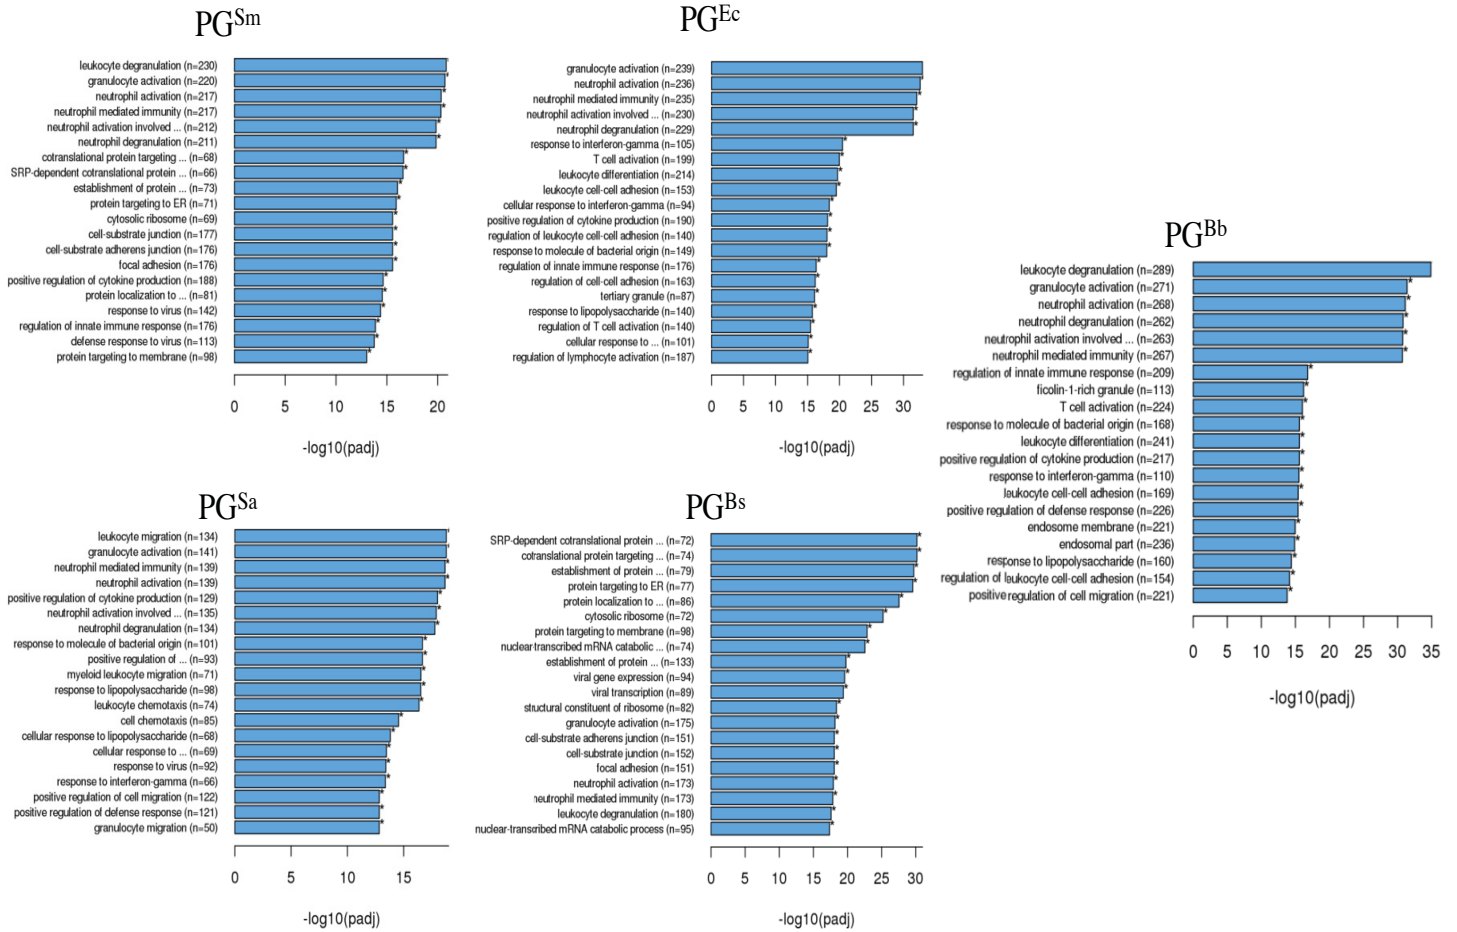 PGSm
leukocyte degranulation (n=230)
granulocyte activation (n=220)
neutrophil activation (n=217)
neutrophil mediated immunity (n=217)
neutrophil activation involved ... (n=212)
neutrophil degranulation (n=211)
cotranslational protein targeting ... (n=68)
SRP-dependent cotranslational protein ... (n=66)
establishment of protein ... (n=73)
protein targeting to ER (n=71)
cytosolic ribosome (n=69)
cell-substrate junction (n=177)
cell-substrate adherens junction (n=176)
focal adhesion (n=176)
positive regulation of cytokine production (n=188)
protein localization to ... (n=81)
response to virus (n=142)
regulation of innate immune response (n=176)
defense response to virus (n=113)
protein targeting to membrane (n=98)
0 5 10 15 20
-log10(padj)
PGEc
granulocyte activation (n=239)
neutrophil activation (n=236)
neutrophil mediated immunity (n=235)
neutrophil activation involved ... (n=230)
neutrophil degranulation (n=229)
response to interferon-gamma (n=105)
T cell activation (n=199)
leukocyte differentiation (n=214)
leukocyte cell-cell adhesion (n=153)
cellular response to interferon-gamma (n=94)
positive regulation of cytokine production (n=190)
regulation of leukocyte cell-cell adhesion (n=140)
response to molecule of bacterial origin (n=149)
regulation of innate immune response (n=176)
regulation of cell-cell adhesion (n=163)
tertiary granule (n=87)
response to lipopolysaccharide (n=140)
regulation of T cell activation (n=140)
cellular response to ... (n=101)
regulation of lymphocyte activation (n=187)
0 5 10 15 20 25 30
-log10(padj)
PGBb
leukocyte degranulation (n=289)
granulocyte activation (n=271)
neutrophil activation (n=268)
neutrophil degranulation (n=262)
neutrophil activation involved ... (n=263)
neutrophil mediated immunity (n=267)
regulation of innate immune response (n=209)
ficolin-1-rich granule (n=113)
T cell activation (n=224)
response to molecule of bacterial origin (n=168)
leukocyte differentiation (n=241)
positive regulation of cytokine production (n=217)
response to interferon-gamma (n=110)
leukocyte cell-cell adhesion (n=169)
positive regulation of defense response (n=226)
endosome membrane (n=221)
endosomal part (n=236)
response to lipopolysaccharide (n=160)
regulation of leukocyte cell-cell adhesion (n=154)
positive regulation of cell migration (n=221)
0 5 10 15 20 25 30 35
-log10(padj)
PGSa
leukocyte migration (n=134)
granulocyte activation (n=141)
neutrophil mediated immunity (n=139)
neutrophil activation (n=139)
positive regulation of cytokine production (n=129)
neutrophil activation involved ... (n=135)
neutrophil degranulation (n=134)
response to molecule of bacterial origin (n=101)
positive regulation of ... (n=93)
myeloid leukocyte migration (n=71)
response to lipopolysaccharide (n=98)
leukocyte chemotaxis (n=74)
cell chemotaxis (n=85)
cellular response to lipopolysaccharide (n=68)
cellular response to ... (n=69)
response to virus (n=92)
response to interferon-gamma (n=66)
positive regulation of cell migration (n=122)
positive regulation of defense response (n=121)
granulocyte migration (n=50)
0 5 10 15
-log10(padj)
PGBs
SRP-dependent cotranslational protein ... (n=72)
cotranslational protein targeting ... (n=74)
establishment of protein ... (n=79)
protein targeting to ER (n=77)
protein localization to ... (n=86)
cytosolic ribosome (n=72)
protein targeting to membrane (n=98)
nuclear-transcribed mRNA catabolic ... (n=74)
establishment of protein ... (n=133)
viral gene expression (n=94)
viral transcription (n=89)
structural constituent of ribosome (n=82)
granulocyte activation (n=175)
cell-substrate adherens junction (n=151)
cell-substrate junction (n=152)
focal adhesion (n=151)
neutrophil activation (n=173)
neutrophil mediated immunity (n=173)
leukocyte degranulation (n=180)
nuclear-transcribed mRNA catabolic process (n=95)
0 5 10 15 20 25 30
-log10(padj)